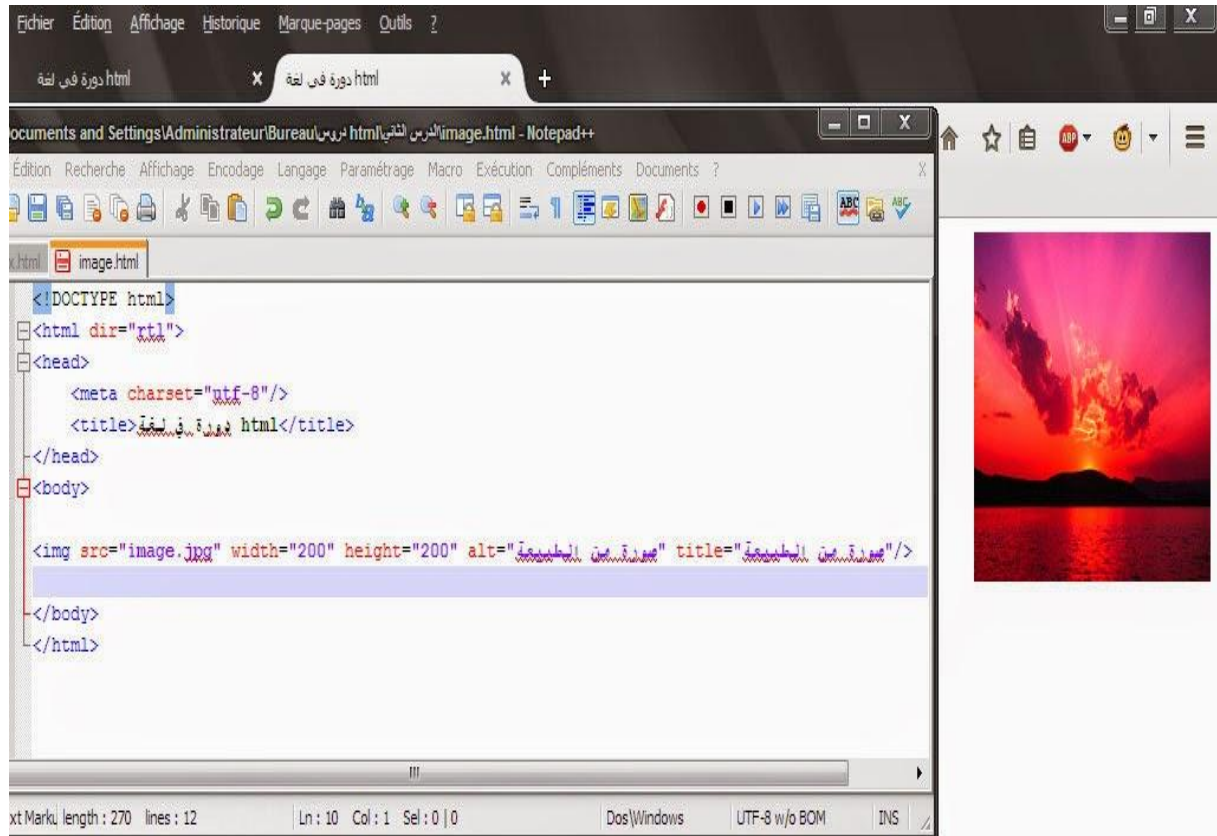 Fichier Édition Affichage Historique Marque-pages Outils ?
دورة في لغة html
دورة في لغة html
ocuments and Settings\Administrateur\Bureau\دروس html\الدرس الثاني\image.html - Notepad++
Édition Recherche Affichage Encodage Langage Paramétrage Macro Exécution Compléments Documents ? X
ABP
ABC
ABC
x.html image.html
<!DOCTYPE html>
<html dir="rtl">
<head>
<meta charset="utf-8"/>
<title>دورة في لغة html</title>
</head>
<body>
<img src="image.jpg" width="200" height="200" alt="صورة من الطبيعة" title="صورة من الطبيعة"/>
</body>
</html>
xt Marku length : 270 lines : 12 Ln : 10 Col : 1 Sel : 0 | 0 Dos\Windows UTF-8 w/o BOM INS